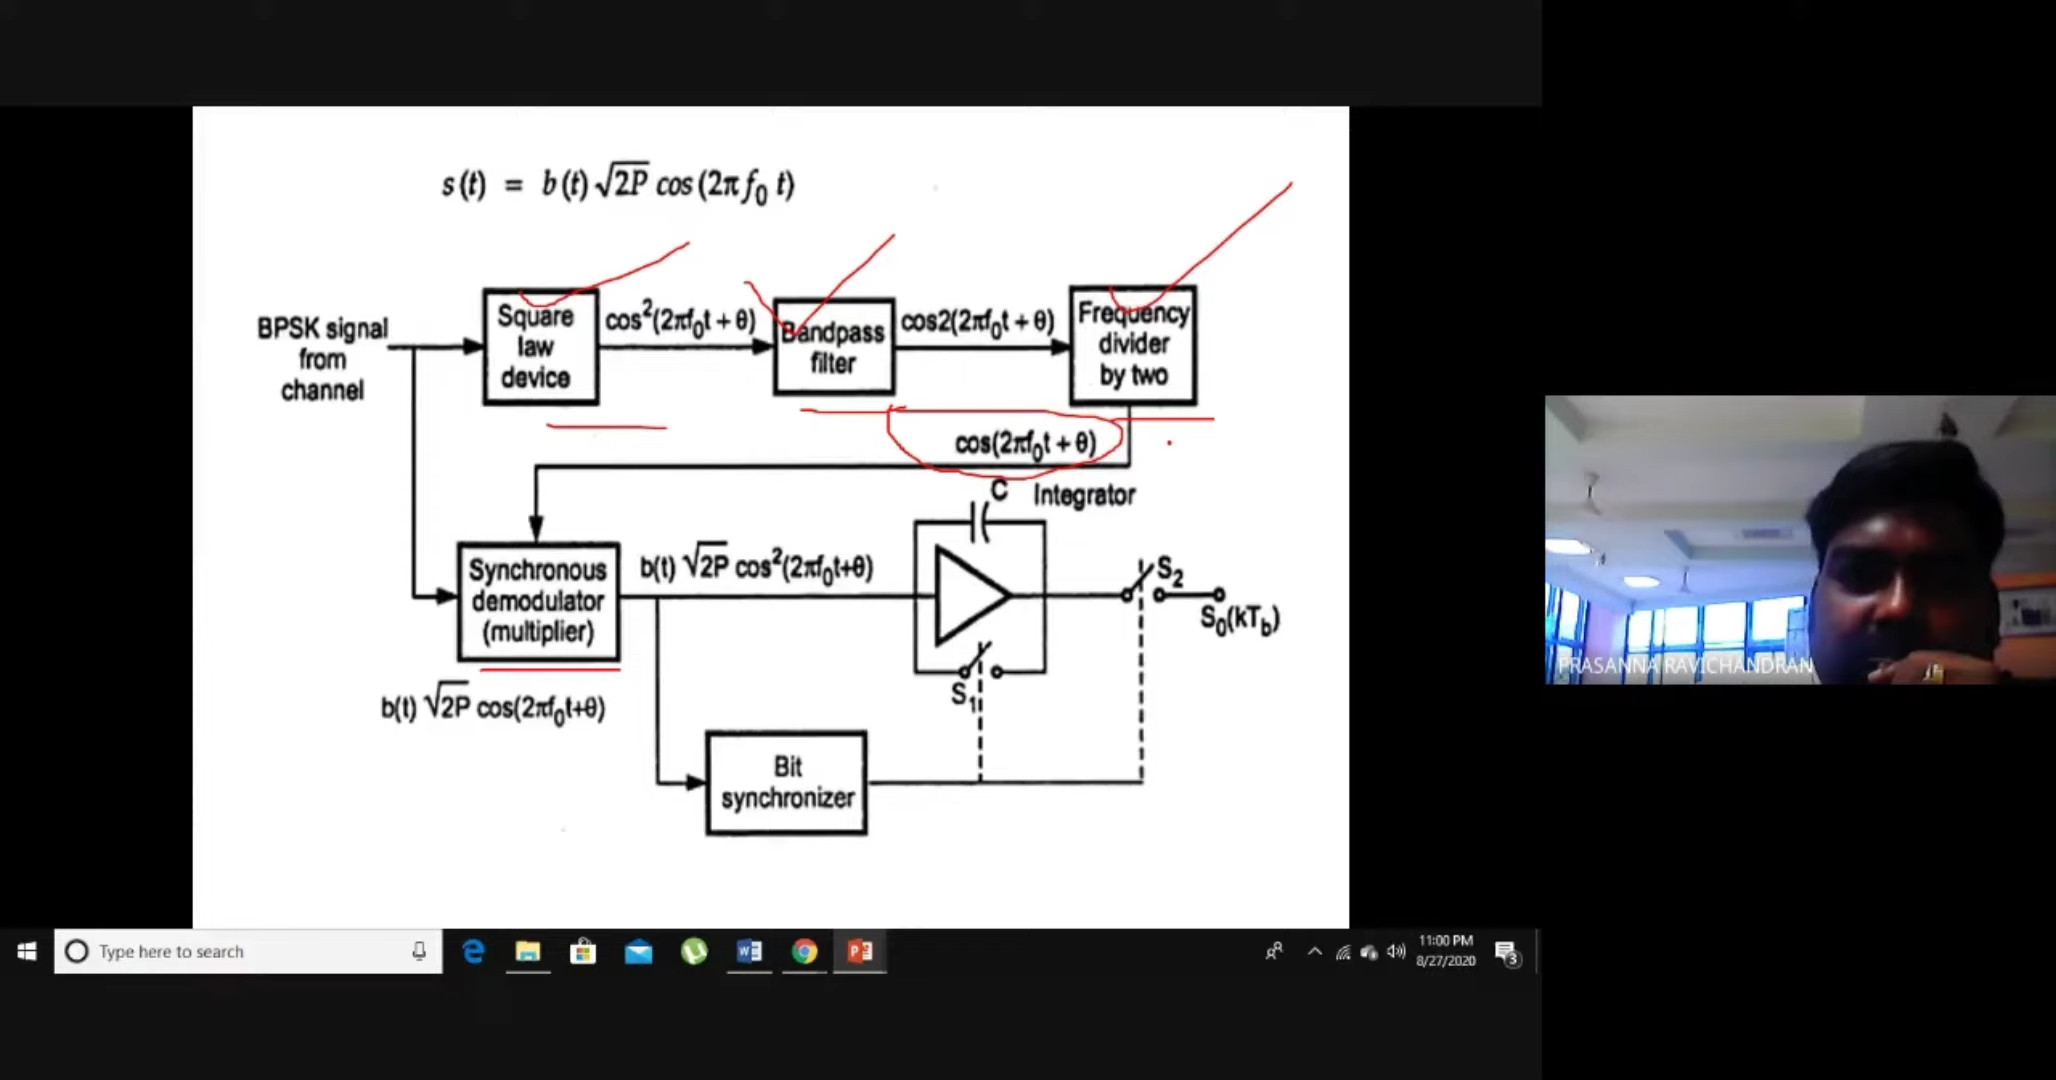 s(t) = b(t) √2P cos(2π f₀ t)
BPSK signal
from
channel
Square
law
device
cos²(2πf₀t + θ)
Bandpass
filter
cos2(2πf₀t + θ)
Frequency
divider
by two
cos(2πf₀t + θ)
C
Integrator
Synchronous
demodulator
(multiplier)
b(t) √2P cos²(2πf₀t+θ)
S₂
S₀(kT_b)
S₁
b(t) √2P cos(2πf₀t+θ)
Bit
synchronizer
PRASANNA RAVICHANDRAN
Type here to search
11:00 PM
8/27/2020
3